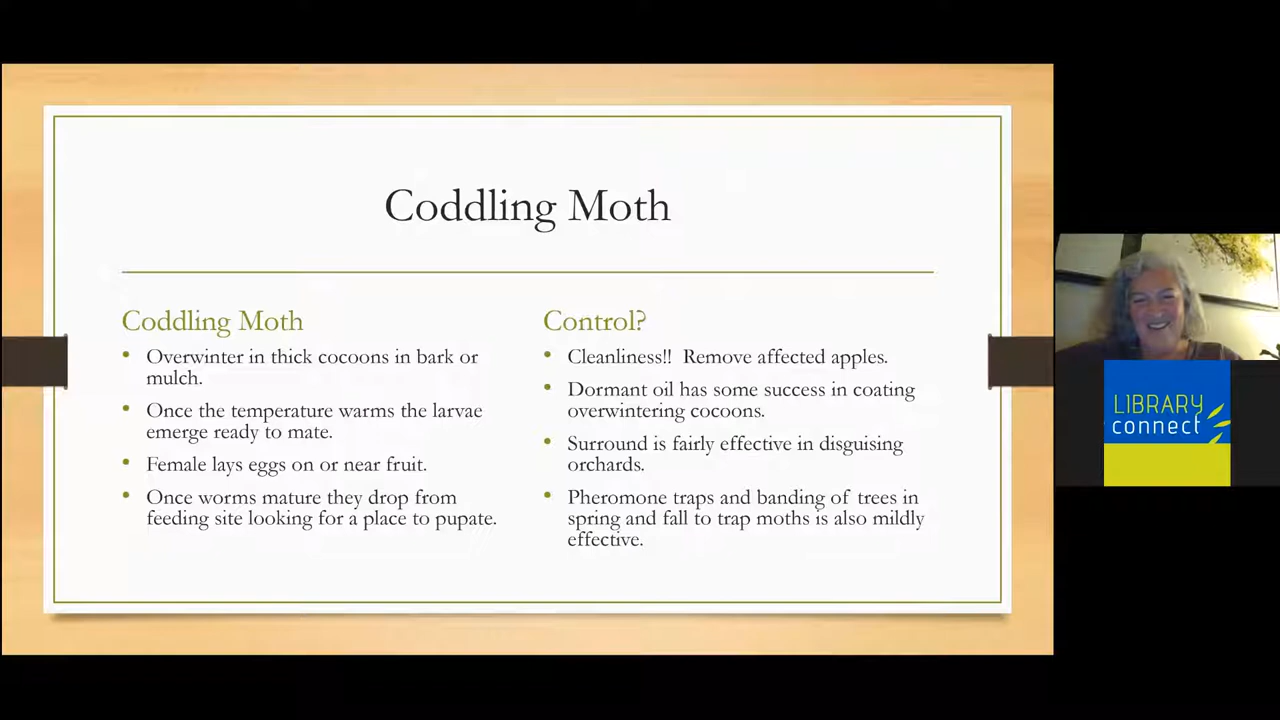 Coddling Moth
Coddling Moth
Overwinter in thick cocoons in bark or
mulch.
Once the temperature warms the larvae
emerge ready to mate.
Female lays eggs on or near fruit.
Once worms mature they drop from
feeding site looking for a place to pupate.
Control?
Cleanliness!! Remove affected apples.
Dormant oil has some success in coating
overwintering cocoons.
Surround is fairly effective in disguising
orchards.
Pheromone traps and banding of trees in
spring and fall to trap moths is also mildly
effective.
LIBRARY
connect